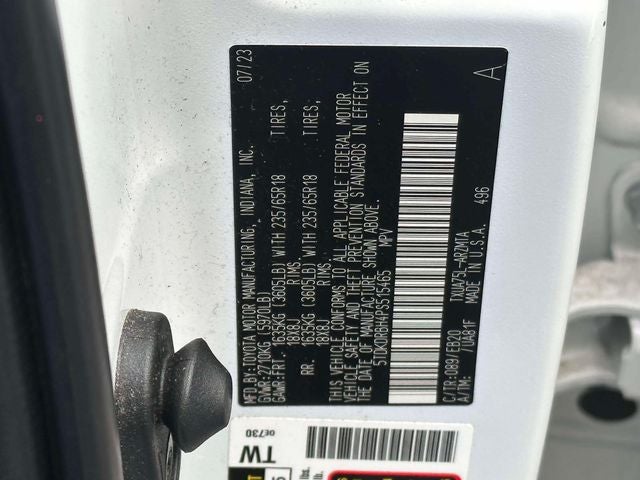 MFD.BY:TOYOTA MOTOR MANUFACTURING, INDIANA, INC. 07/23
GVWR:2710KG (5970LB)
GAWR:FRT. 1635KG (3605LB) WITH 235/65R18 TIRES,
18X8J RIMS,
RR. 1635KG (3605LB) WITH 235/65R18 TIRES,
18X8J RIMS.
THIS VEHICLE CONFORMS TO ALL APPLICABLE FEDERAL MOTOR
VEHICLE SAFETY AND THEFT PREVENTION STANDARDS IN EFFECT ON
THE DATE OF MANUFACTURE SHOWN ABOVE.
MPV
C/TR:089/EB20 TXUA75L-ARZMTA A
A/TM: /UA81F MADE IN U.S.A. 496
TW
0E730